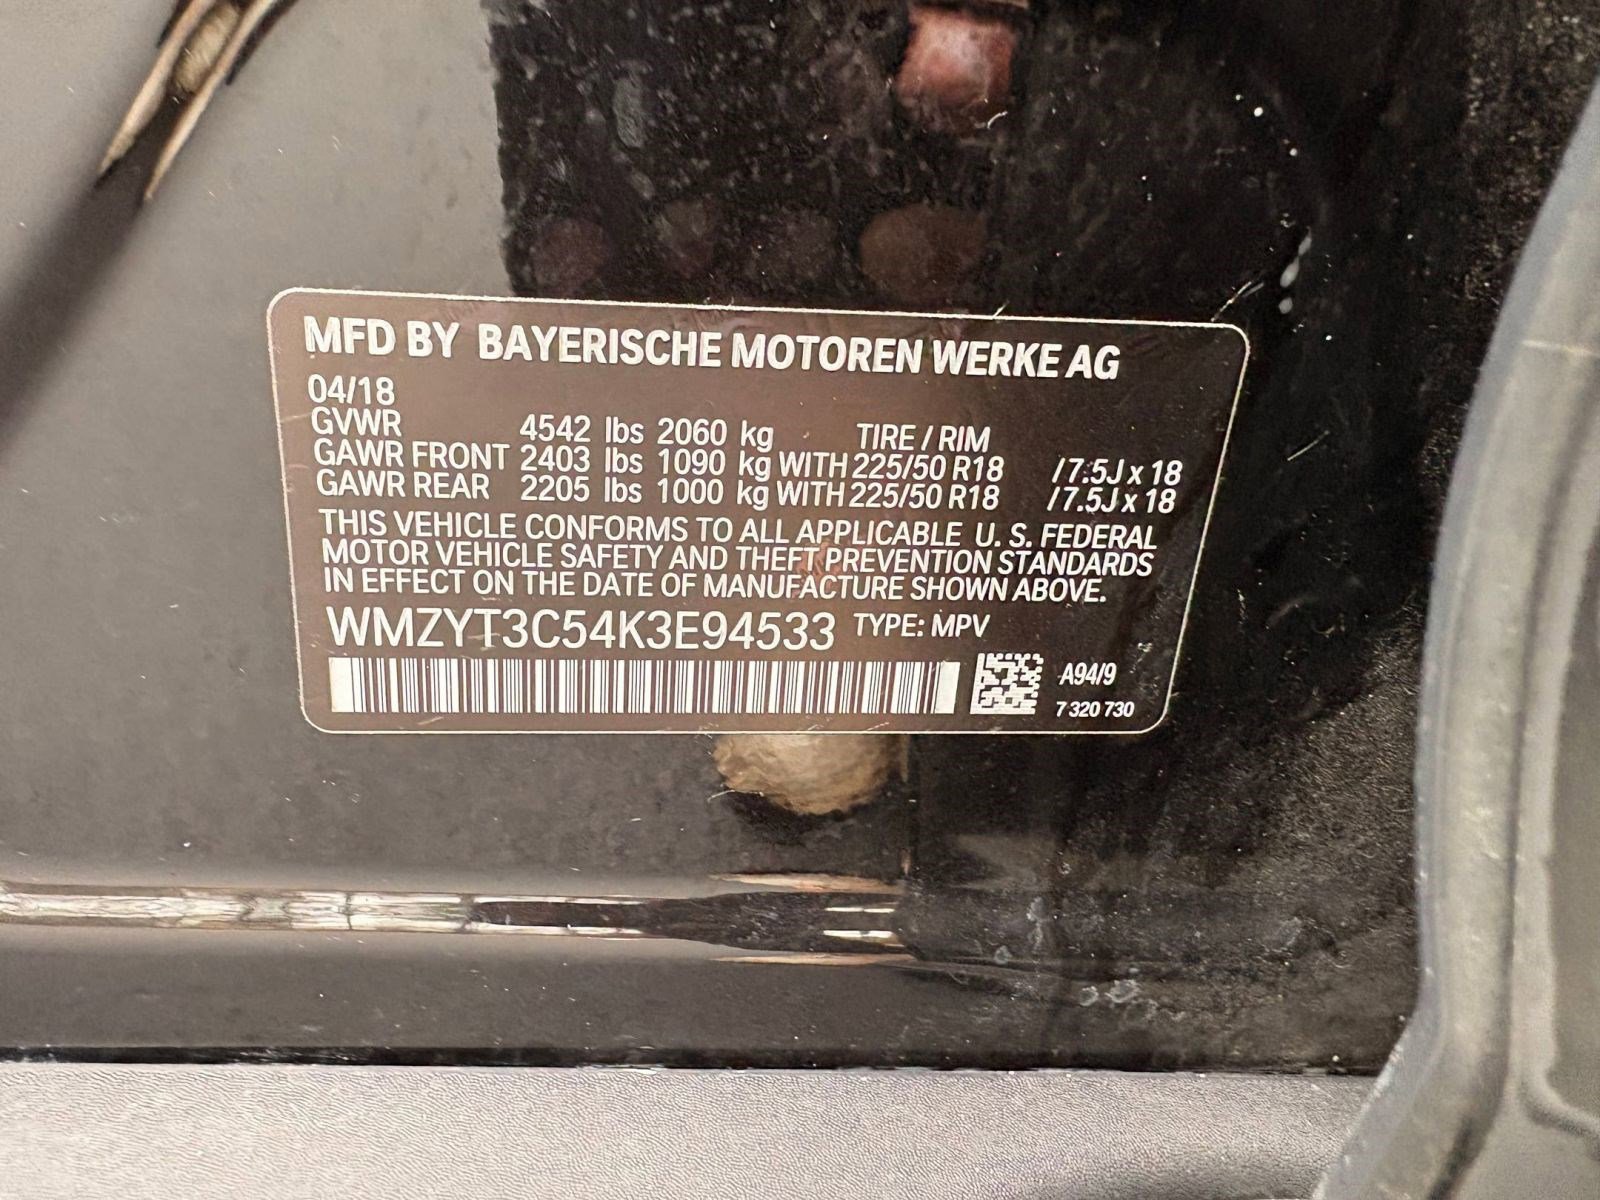 MFD BY BAYERISCHE MOTOREN WERKE AG
04/18
GVWR 4542 lbs 2060 kg TIRE / RIM
GAWR FRONT 2403 lbs 1090 kg WITH 225/50 R18 /7.5J x 18
GAWR REAR 2205 lbs 1000 kg WITH 225/50 R18 /7.5J x 18
THIS VEHICLE CONFORMS TO ALL APPLICABLE U. S. FEDERAL
MOTOR VEHICLE SAFETY AND THEFT PREVENTION STANDARDS
IN EFFECT ON THE DATE OF MANUFACTURE SHOWN ABOVE.
WMZYT3C54K3E94533 TYPE: MPV
A94/9
7 320 730